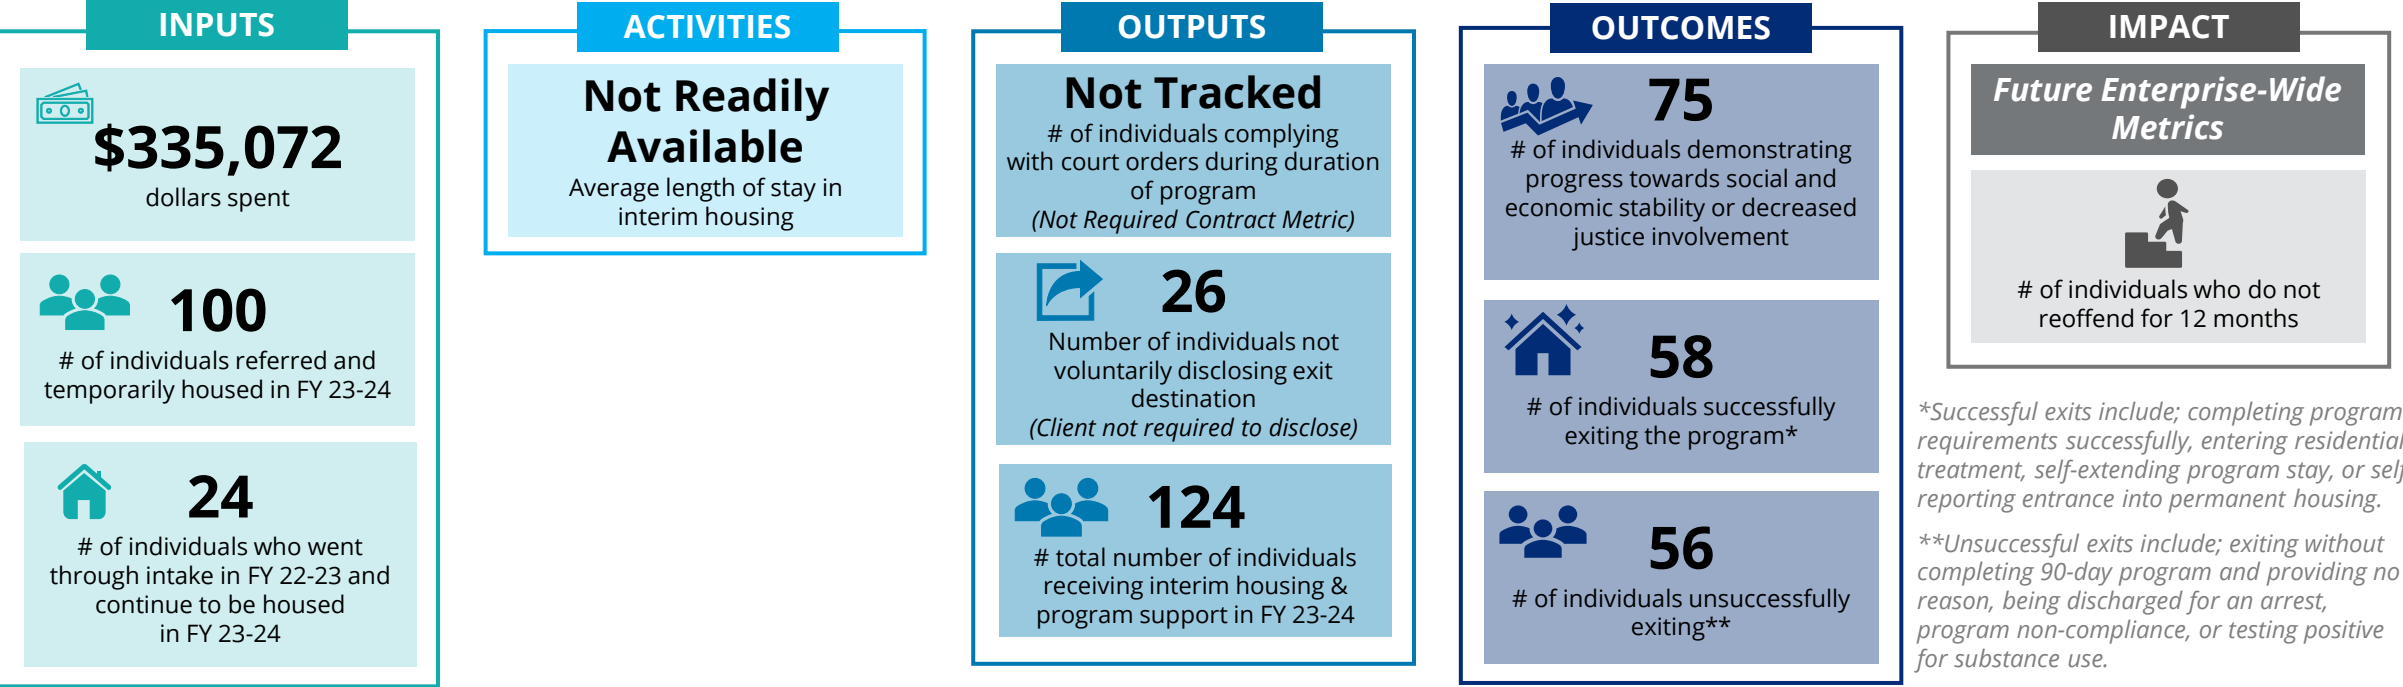 INPUTS
$335,072
dollars spent
100
# of individuals referred and
temporarily housed in FY 23-24
24
# of individuals who went
through intake in FY 22-23 and
continue to be housed
in FY 23-24
ACTIVITIES
Not Readily
Available
Average length of stay in
interim housing
OUTPUTS
Not Tracked
# of individuals complying
with court orders during duration
of program
(Not Required Contract Metric)
26
Number of individuals not
voluntarily disclosing exit
destination
(Client not required to disclose)
124
# total number of individuals
receiving interim housing &
program support in FY 23-24
OUTCOMES
75
# of individuals demonstrating
progress towards social and
economic stability or decreased
justice involvement
58
# of individuals successfully
exiting the program*
56
# of individuals unsuccessfully
exiting**
IMPACT
Future Enterprise-Wide
Metrics
# of individuals who do not
reoffend for 12 months
*Successful exits include; completing program
requirements successfully, entering residential
treatment, self-extending program stay, or self
reporting entrance into permanent housing.
**Unsuccessful exits include; exiting without
completing 90-day program and providing no
reason, being discharged for an arrest,
program non-compliance, or testing positive
for substance use.